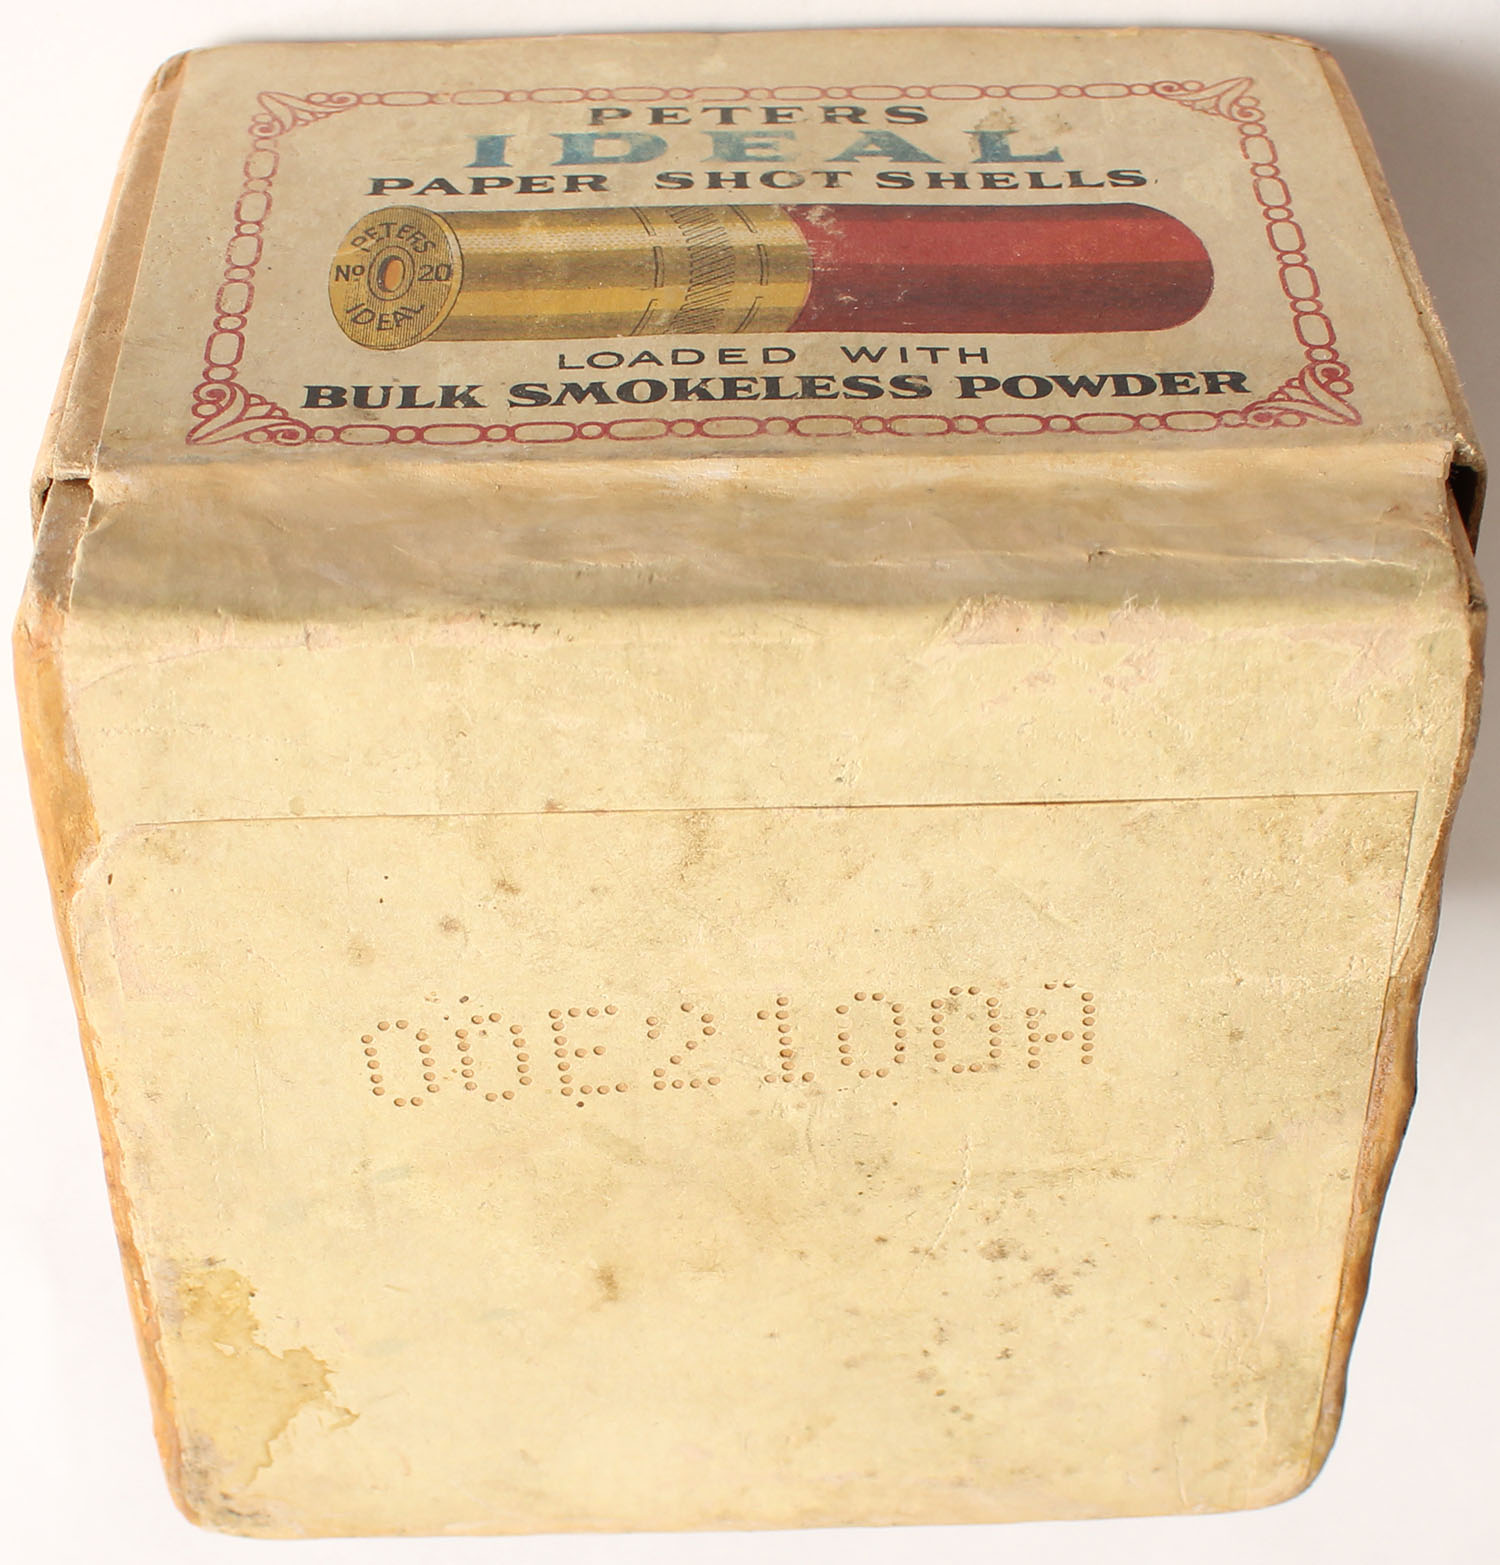 PETERS
IDEAL
PAPER SHOT SHELLS
PETERS
No 20
IDEAL
LOADED WITH
BULK SMOKELESS POWDER
OOE2100A